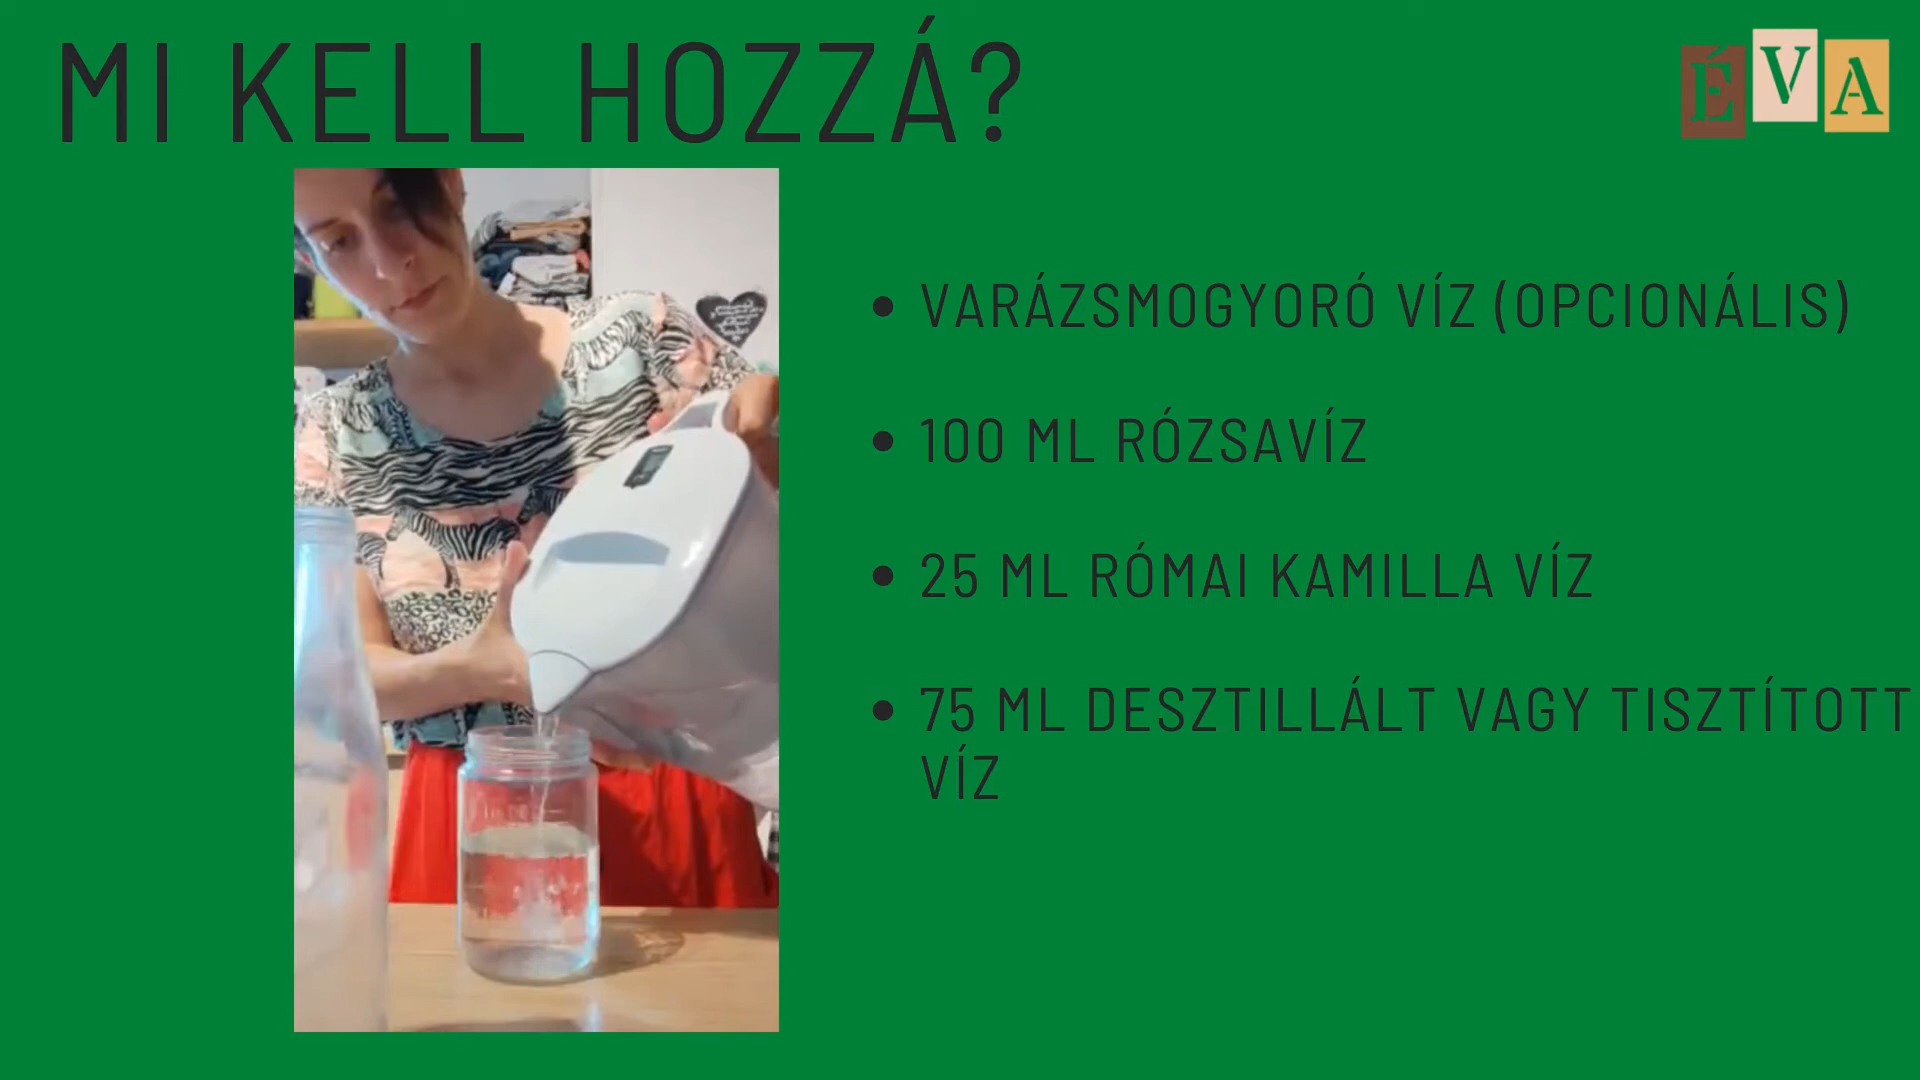 MI KELL HOZZÁ?
ÉVA
• VARÁZSMOGYORÓ VÍZ (OPCIONÁLIS)
• 100 ML RÓZSAVÍZ
• 25 ML RÓMAI KAMILLA VÍZ
• 75 ML DESZTILLÁLT VAGY TISZTÍTOTT
VÍZ